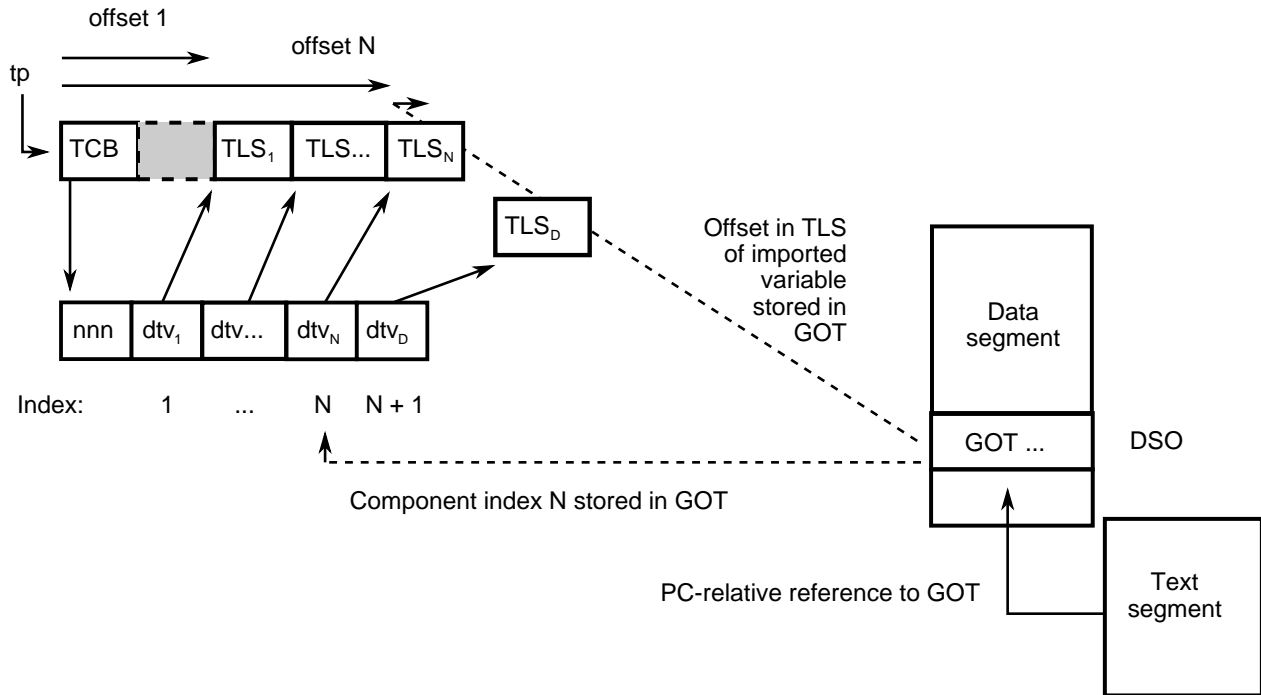 offset 1
offset N
tp
TCB
TLS1
TLS...
TLSN
TLSD
Offset in TLS
of imported
variable
stored in
GOT
Data
segment
nnn
dtv1
dtv...
dtvN
dtvD
Index:
1
...
N
N + 1
GOT ...
DSO
Component index N stored in GOT
PC-relative reference to GOT
Text
segment